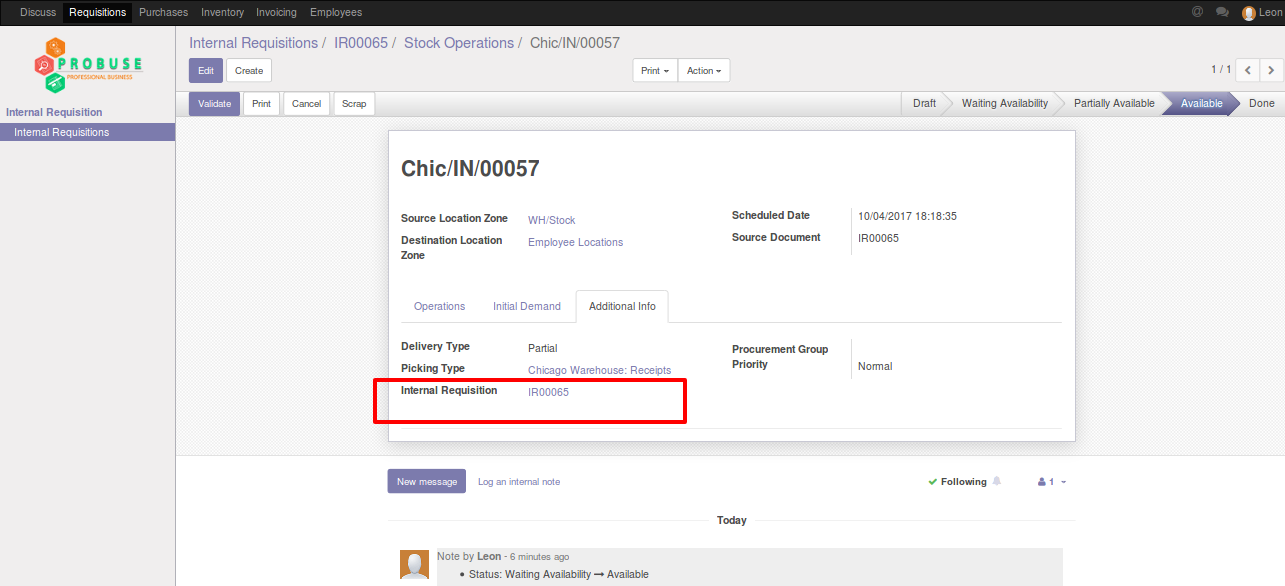 Discuss Requisitions Purchases Inventory Invoicing Employees @ Leon
PROBUSE
PROFESSIONAL BUSINESS
Internal Requisition
Internal Requisitions
Internal Requisitions / IR00065 / Stock Operations / Chic/IN/00057
Edit Create Print Action 1 / 1
Validate Print Cancel Scrap Draft Waiting Availability Partially Available Available Done
Chic/IN/00057
Source Location Zone WH/Stock
Destination Location Zone Employee Locations
Scheduled Date 10/04/2017 18:18:35
Source Document IR00065
Operations Initial Demand Additional Info
Delivery Type Partial
Picking Type Chicago Warehouse: Receipts
Internal Requisition IR00065
Procurement Group
Priority Normal
New message Log an internal note Following 1
Today
Note by Leon - 6 minutes ago
• Status: Waiting Availability → Available